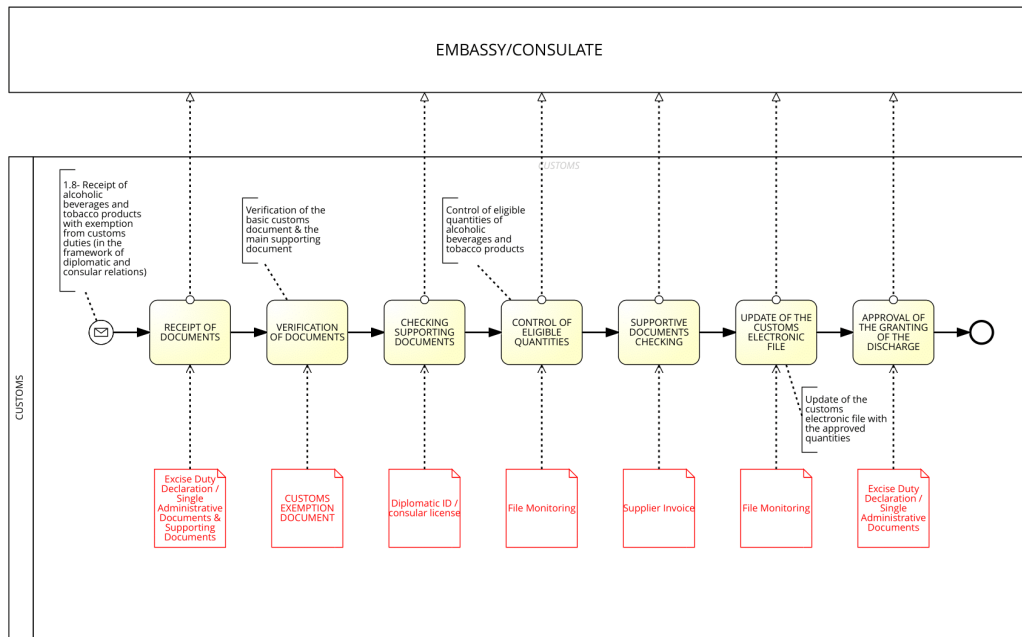 EMBASSY/CONSULATE
CUSTOMS
CUSTOMS
1.8- Receipt of
alcoholic
beverages and
tobacco products
with exemption
from customs
duties (in the
framework of
diplomatic and
consular relations)
Verification of the
basic customs
document & the
main supporting
document
Control of eligible
quantities of
alcoholic
beverages and
tobacco products
RECEIPT OF
DOCUMENTS
VERIFICATION
OF DOCUMENTS
CHECKING
SUPPORTING
DOCUMENTS
CONTROL OF
ELIGIBLE
QUANTITIES
SUPPORTIVE
DOCUMENTS
CHECKING
UPDATE OF THE
CUSTOMS
ELECTRONIC
FILE
APPROVAL OF
THE GRANTING
OF THE
DISCHARGE
Update of the
customs
electronic file with
the approved
quantities
Excise Duty
Declaration /
Single
Administrative
Documents &
Supporting
Documents
CUSTOMS
EXEMPTION
DOCUMENT
Diplomatic ID /
consular license
File Monitoring
Supplier Invoice
File Monitoring
Excise Duty
Declaration /
Single
Administrative
Documents